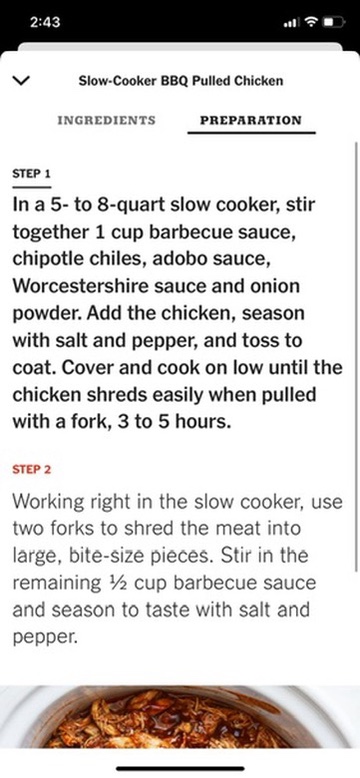 2:43
Slow-Cooker BBQ Pulled Chicken
INGREDIENTS PREPARATION
STEP 1
In a 5- to 8-quart slow cooker, stir
together 1 cup barbecue sauce,
chipotle chiles, adobo sauce,
Worcestershire sauce and onion
powder. Add the chicken, season
with salt and pepper, and toss to
coat. Cover and cook on low until the
chicken shreds easily when pulled
with a fork, 3 to 5 hours.
STEP 2
Working right in the slow cooker, use
two forks to shred the meat into
large, bite-size pieces. Stir in the
remaining ½ cup barbecue sauce
and season to taste with salt and
pepper.